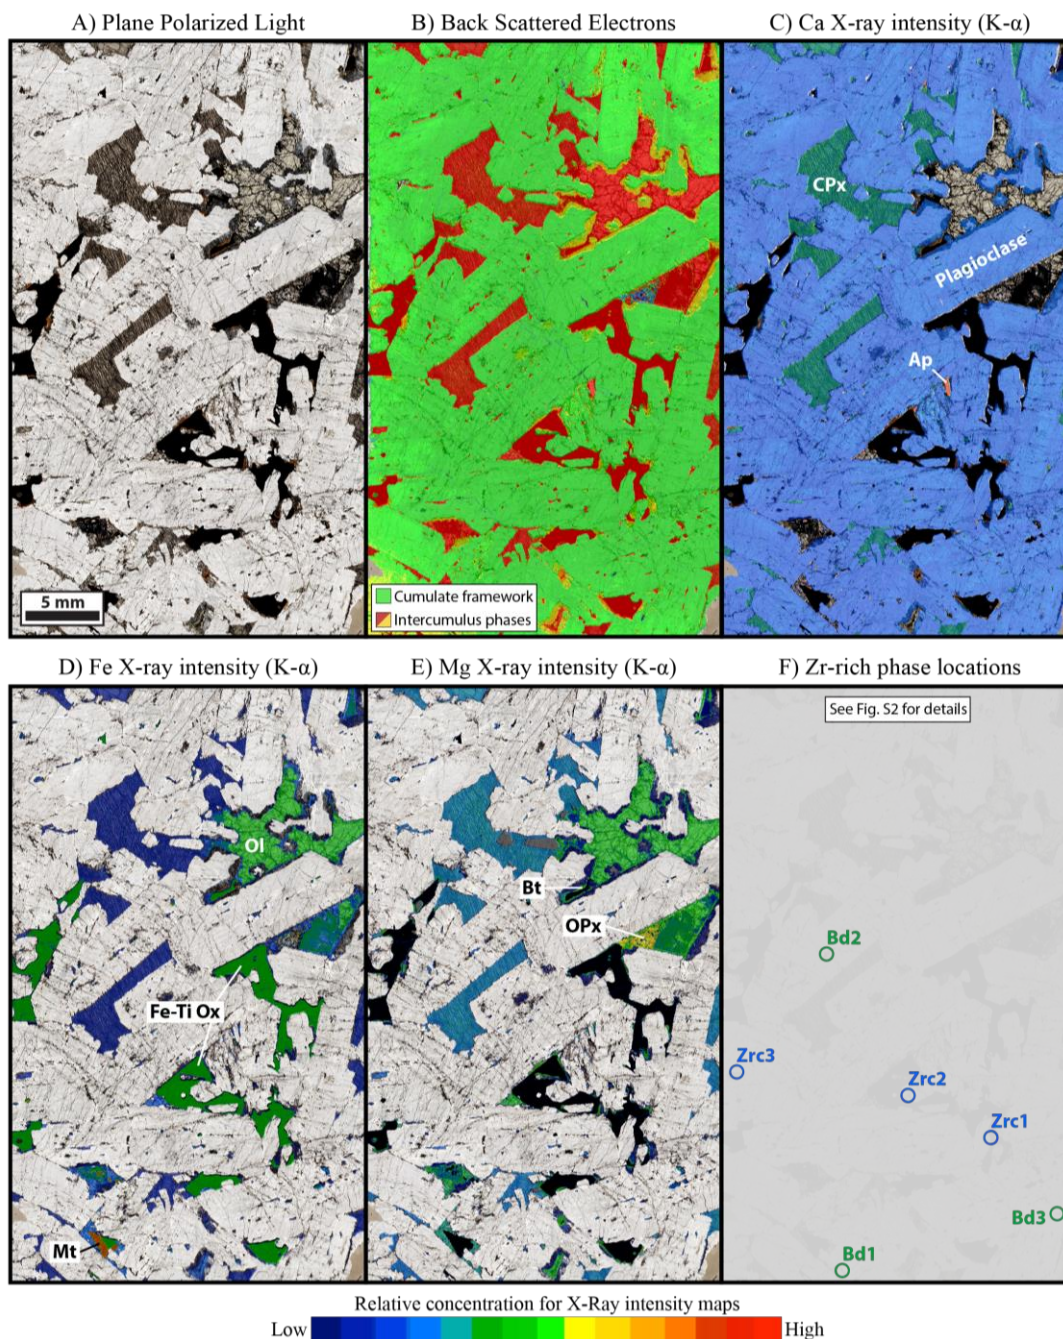 A) Plane Polarized Light
B) Back Scattered Electrons
C) Ca X-ray intensity (K-α)
CPx
Plagioclase
Ap
5 mm
Cumulate framework
Intercumulus phases
D) Fe X-ray intensity (K-α)
E) Mg X-ray intensity (K-α)
F) Zr-rich phase locations
See Fig. S2 for details
Ol
Bt
OPx
Bd2
Fe-Ti Ox
Zrc3
Zrc2
Zrc1
Bd3
Mt
Bd1
Relative concentration for X-Ray intensity maps
Low
High